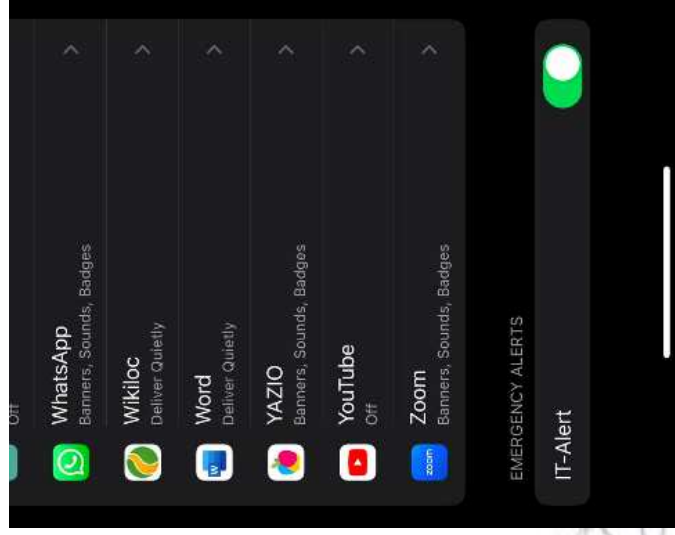 Off
WhatsApp
Banners, Sounds, Badges
Wikiloc
Deliver Quietly
Word
Deliver Quietly
W
YAZIO
Banners, Sounds, Badges
YouTube
Off
Zoom
Banners, Sounds, Badges
zoom
EMERGENCY ALERTS
IT-Alert